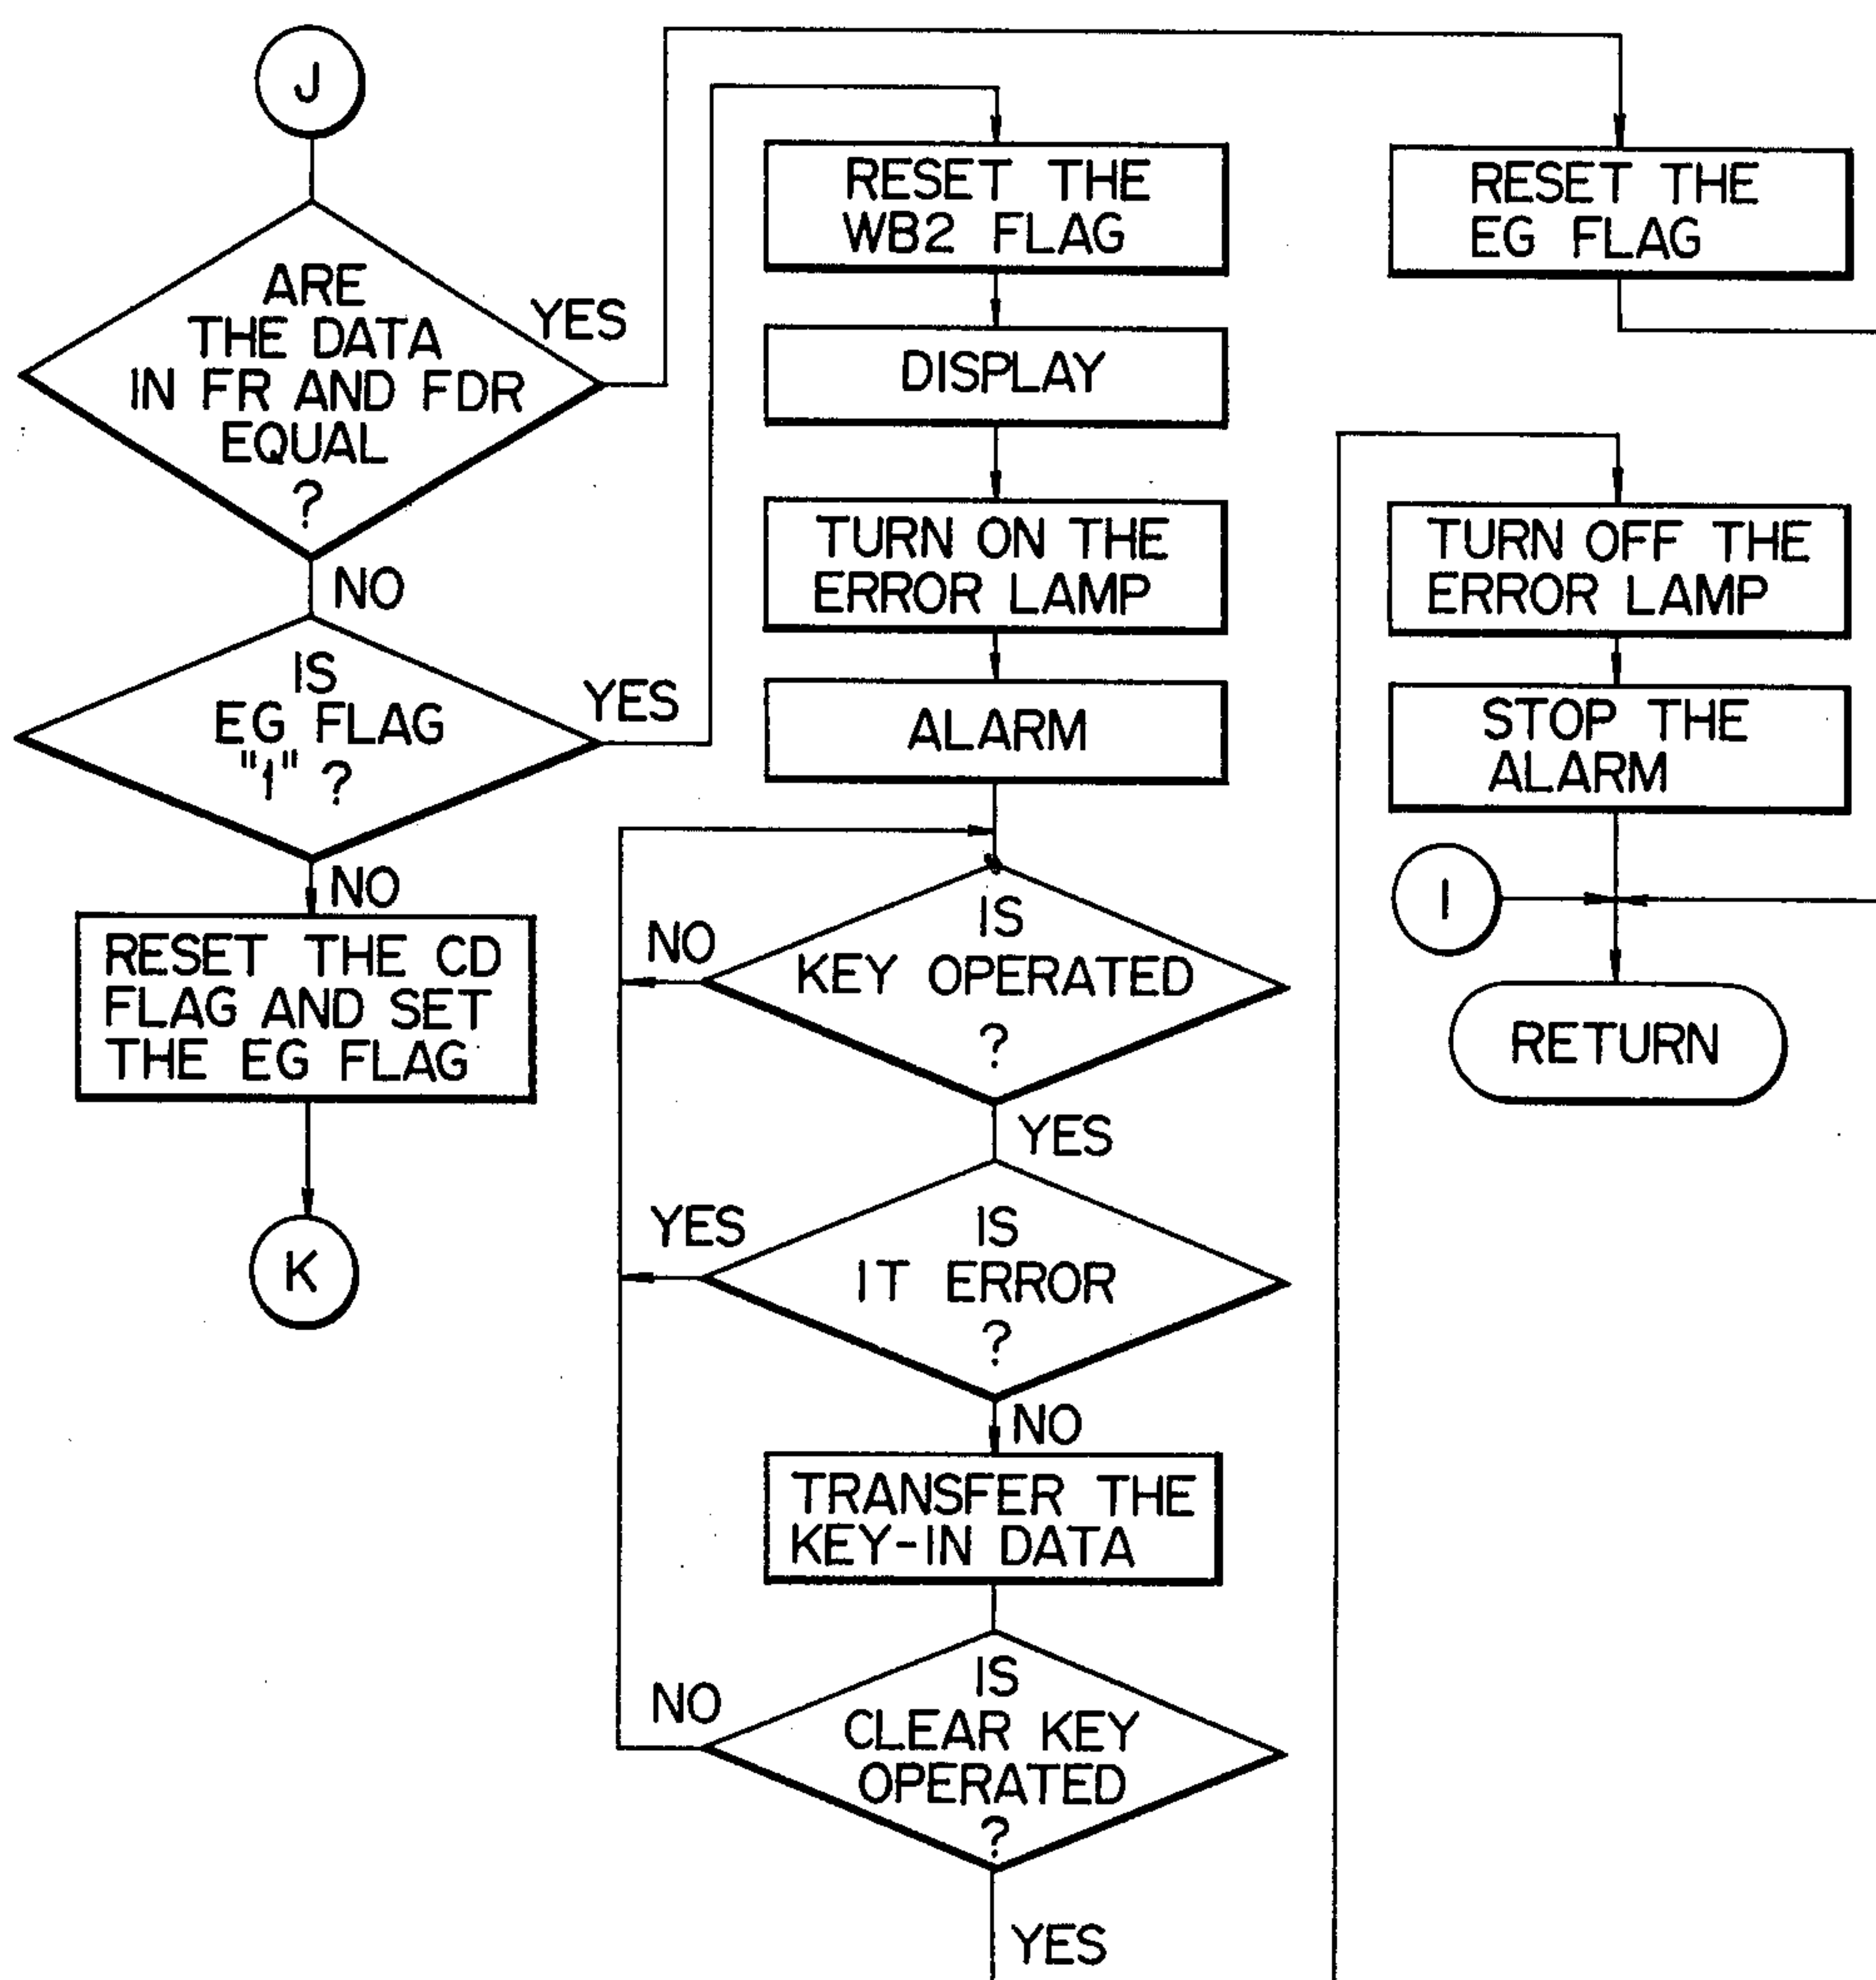 J
ARE
THE DATA
IN FR AND FDR
EQUAL
?
YES
NO
IS
EG FLAG
"1" ?
YES
NO
RESET THE CD
FLAG AND SET
THE EG FLAG
K
RESET THE
WB2 FLAG
DISPLAY
TURN ON THE
ERROR LAMP
ALARM
IS
KEY OPERATED
?
NO
YES
IS
IT ERROR
?
YES
NO
TRANSFER THE
KEY-IN DATA
IS
CLEAR KEY
OPERATED
?
NO
YES
RESET THE
EG FLAG
TURN OFF THE
ERROR LAMP
STOP THE
ALARM
I
RETURN